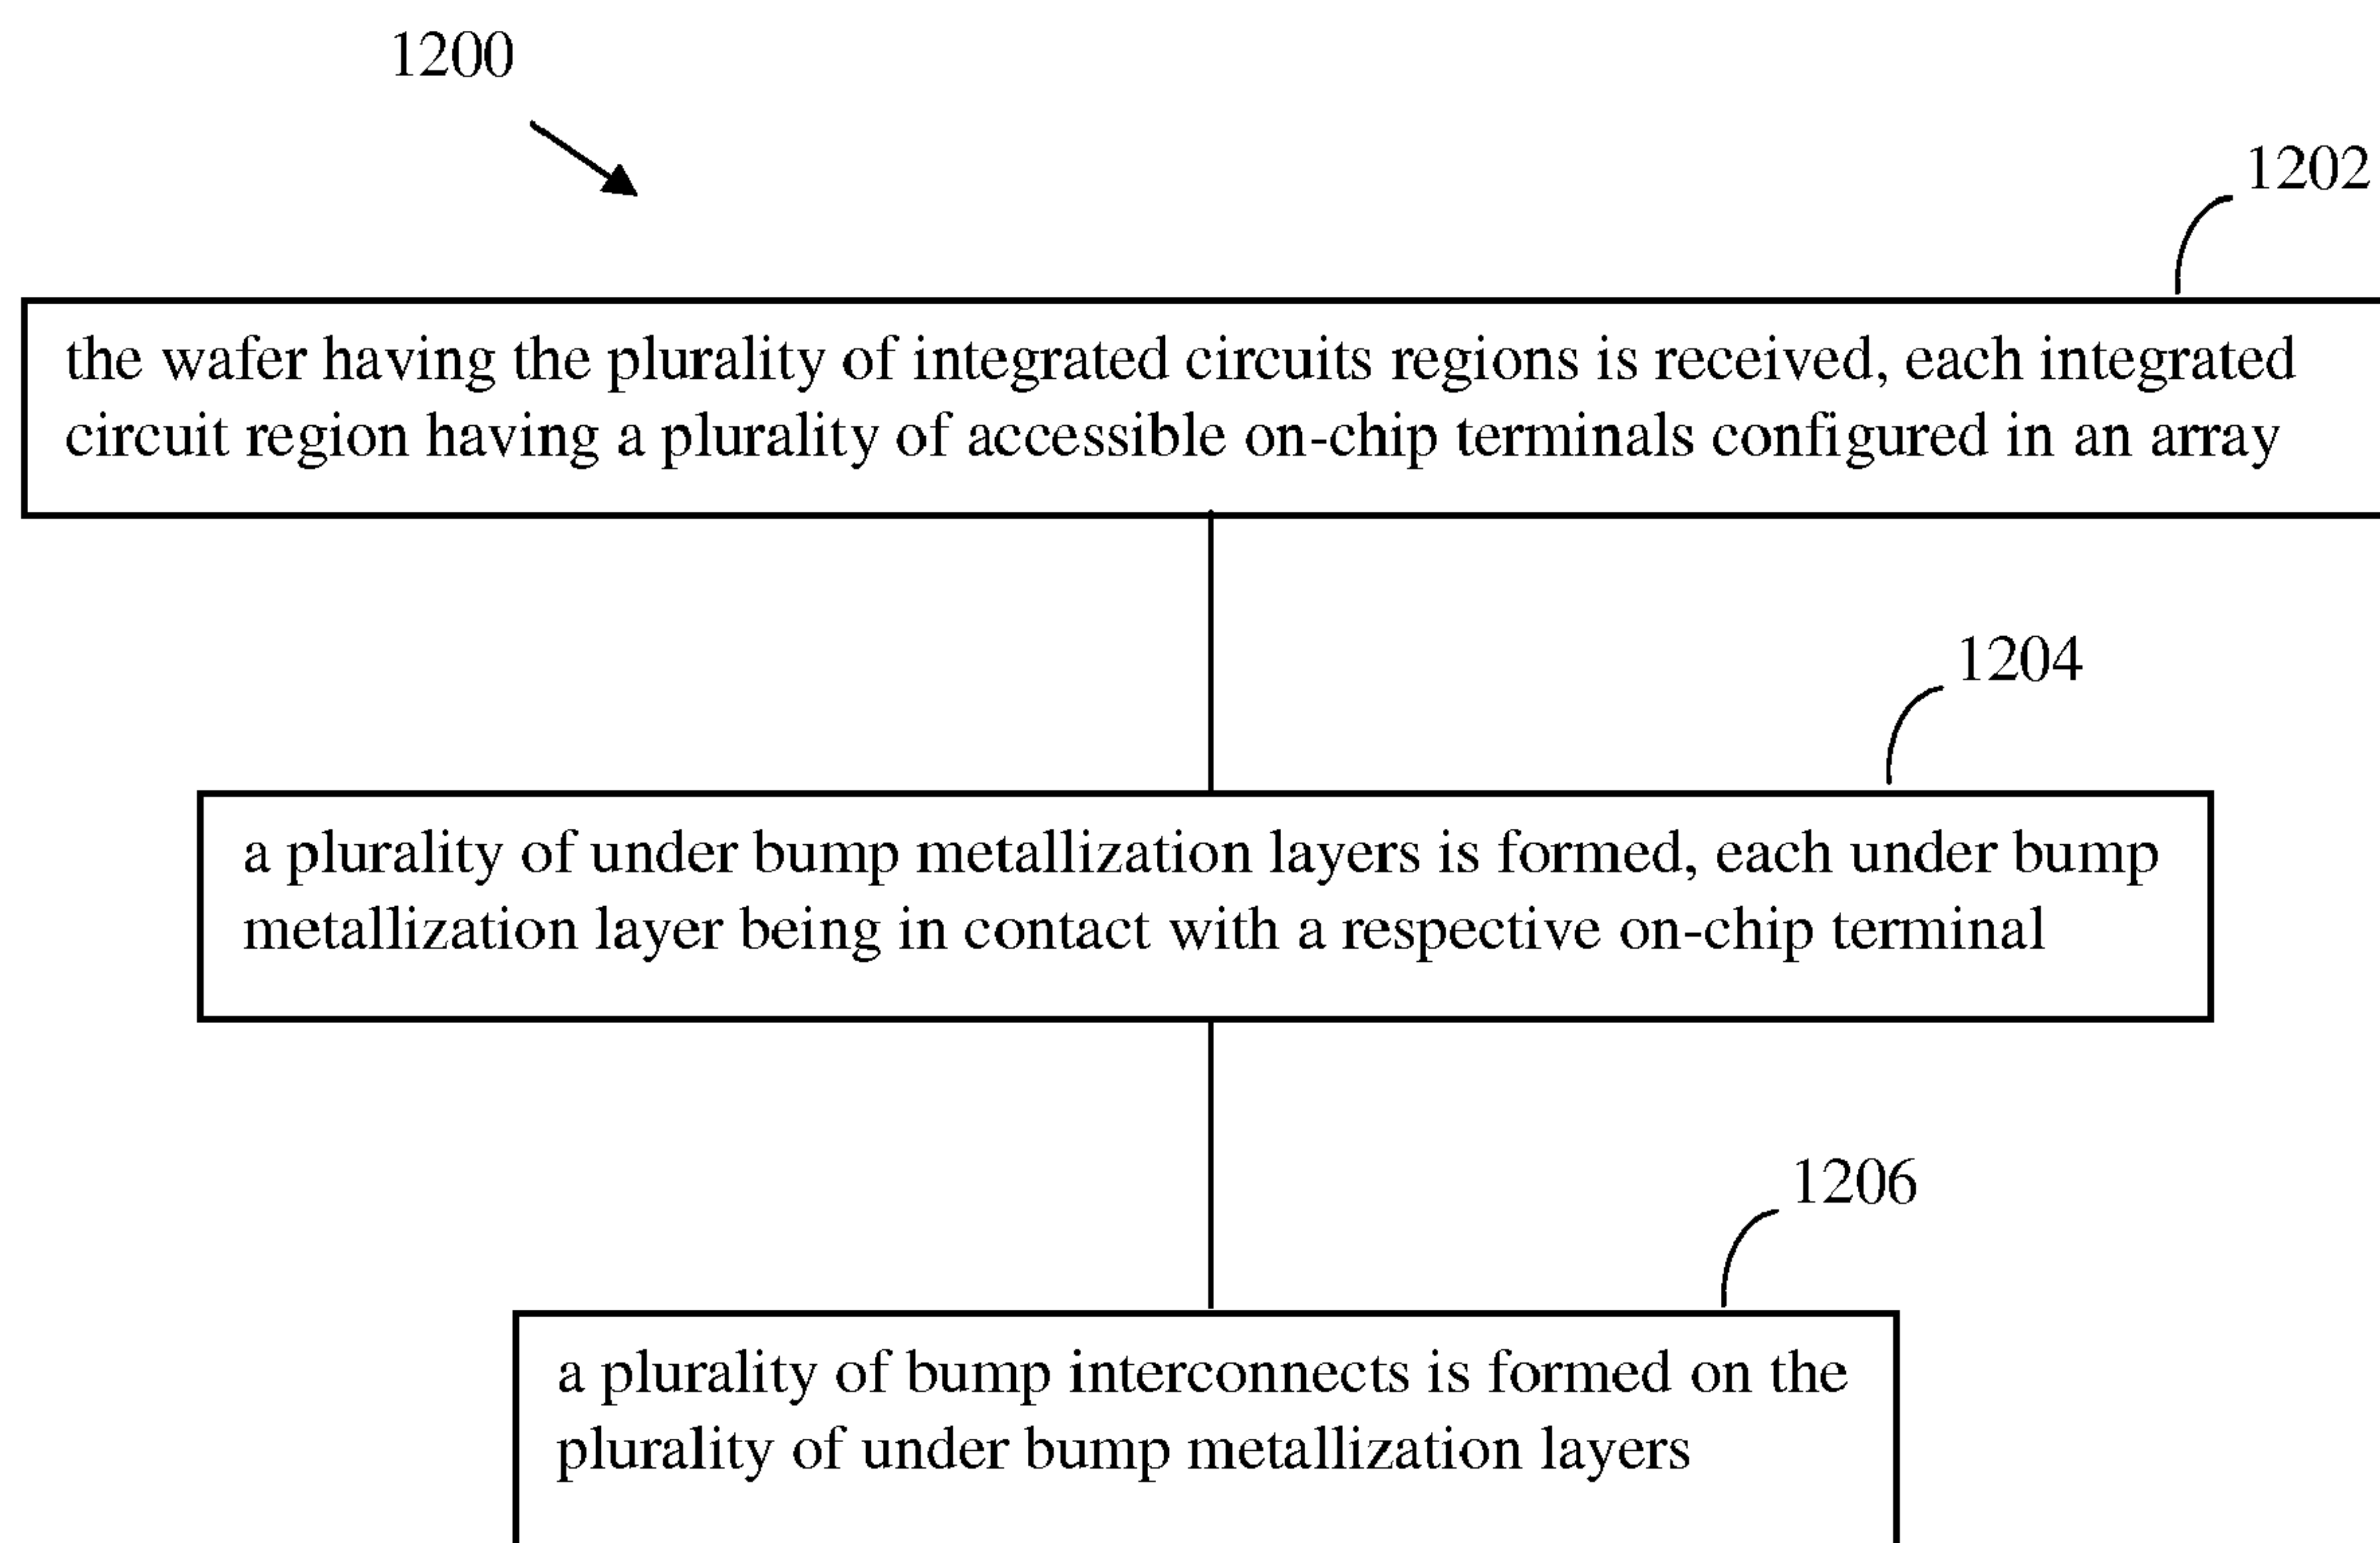 1200
1202
the wafer having the plurality of integrated circuits regions is received, each integrated
circuit region having a plurality of accessible on-chip terminals configured in an array
1204
a plurality of under bump metallization layers is formed, each under bump
metallization layer being in contact with a respective on-chip terminal
1206
a plurality of bump interconnects is formed on the
plurality of under bump metallization layers